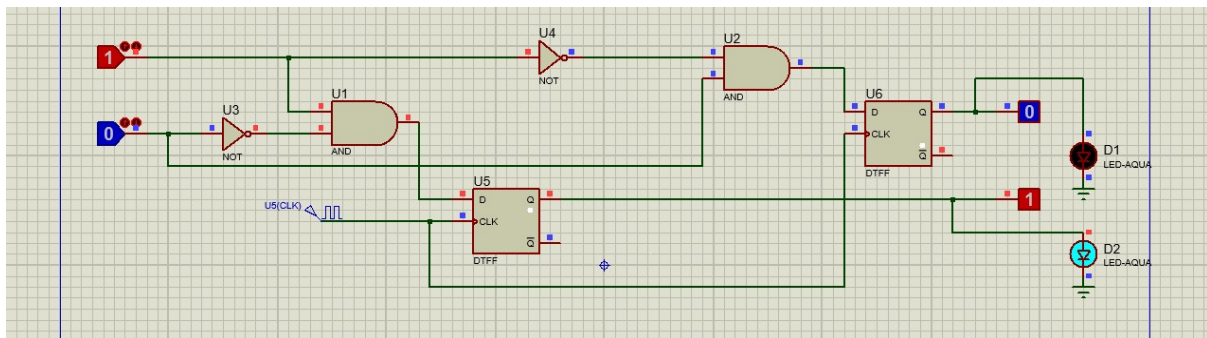 U4
U2
1
NOT
AND
U6
U3
U1
D
Q
0
0
CLK
NOT
AND
Q
D1
LED-AQUA
DTFF
U5
U5(CLK)
D
Q
1
CLK
Q
D2
LED-AQUA
DTFF